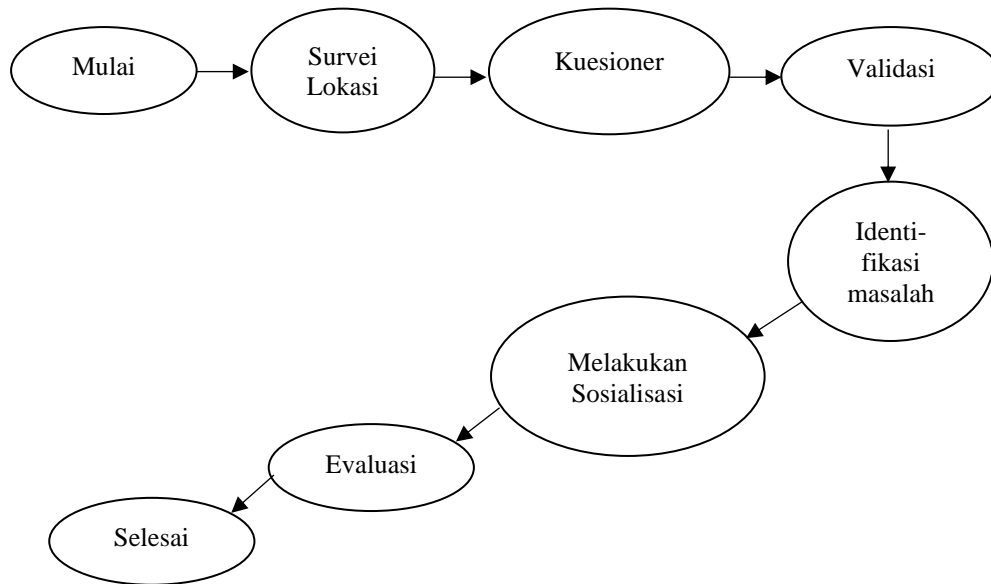 Mulai
Survei
Lokasi
Kuesioner
Validasi
Identi-
fikasi
masalah
Melakukan
Sosialisasi
Evaluasi
Selesai